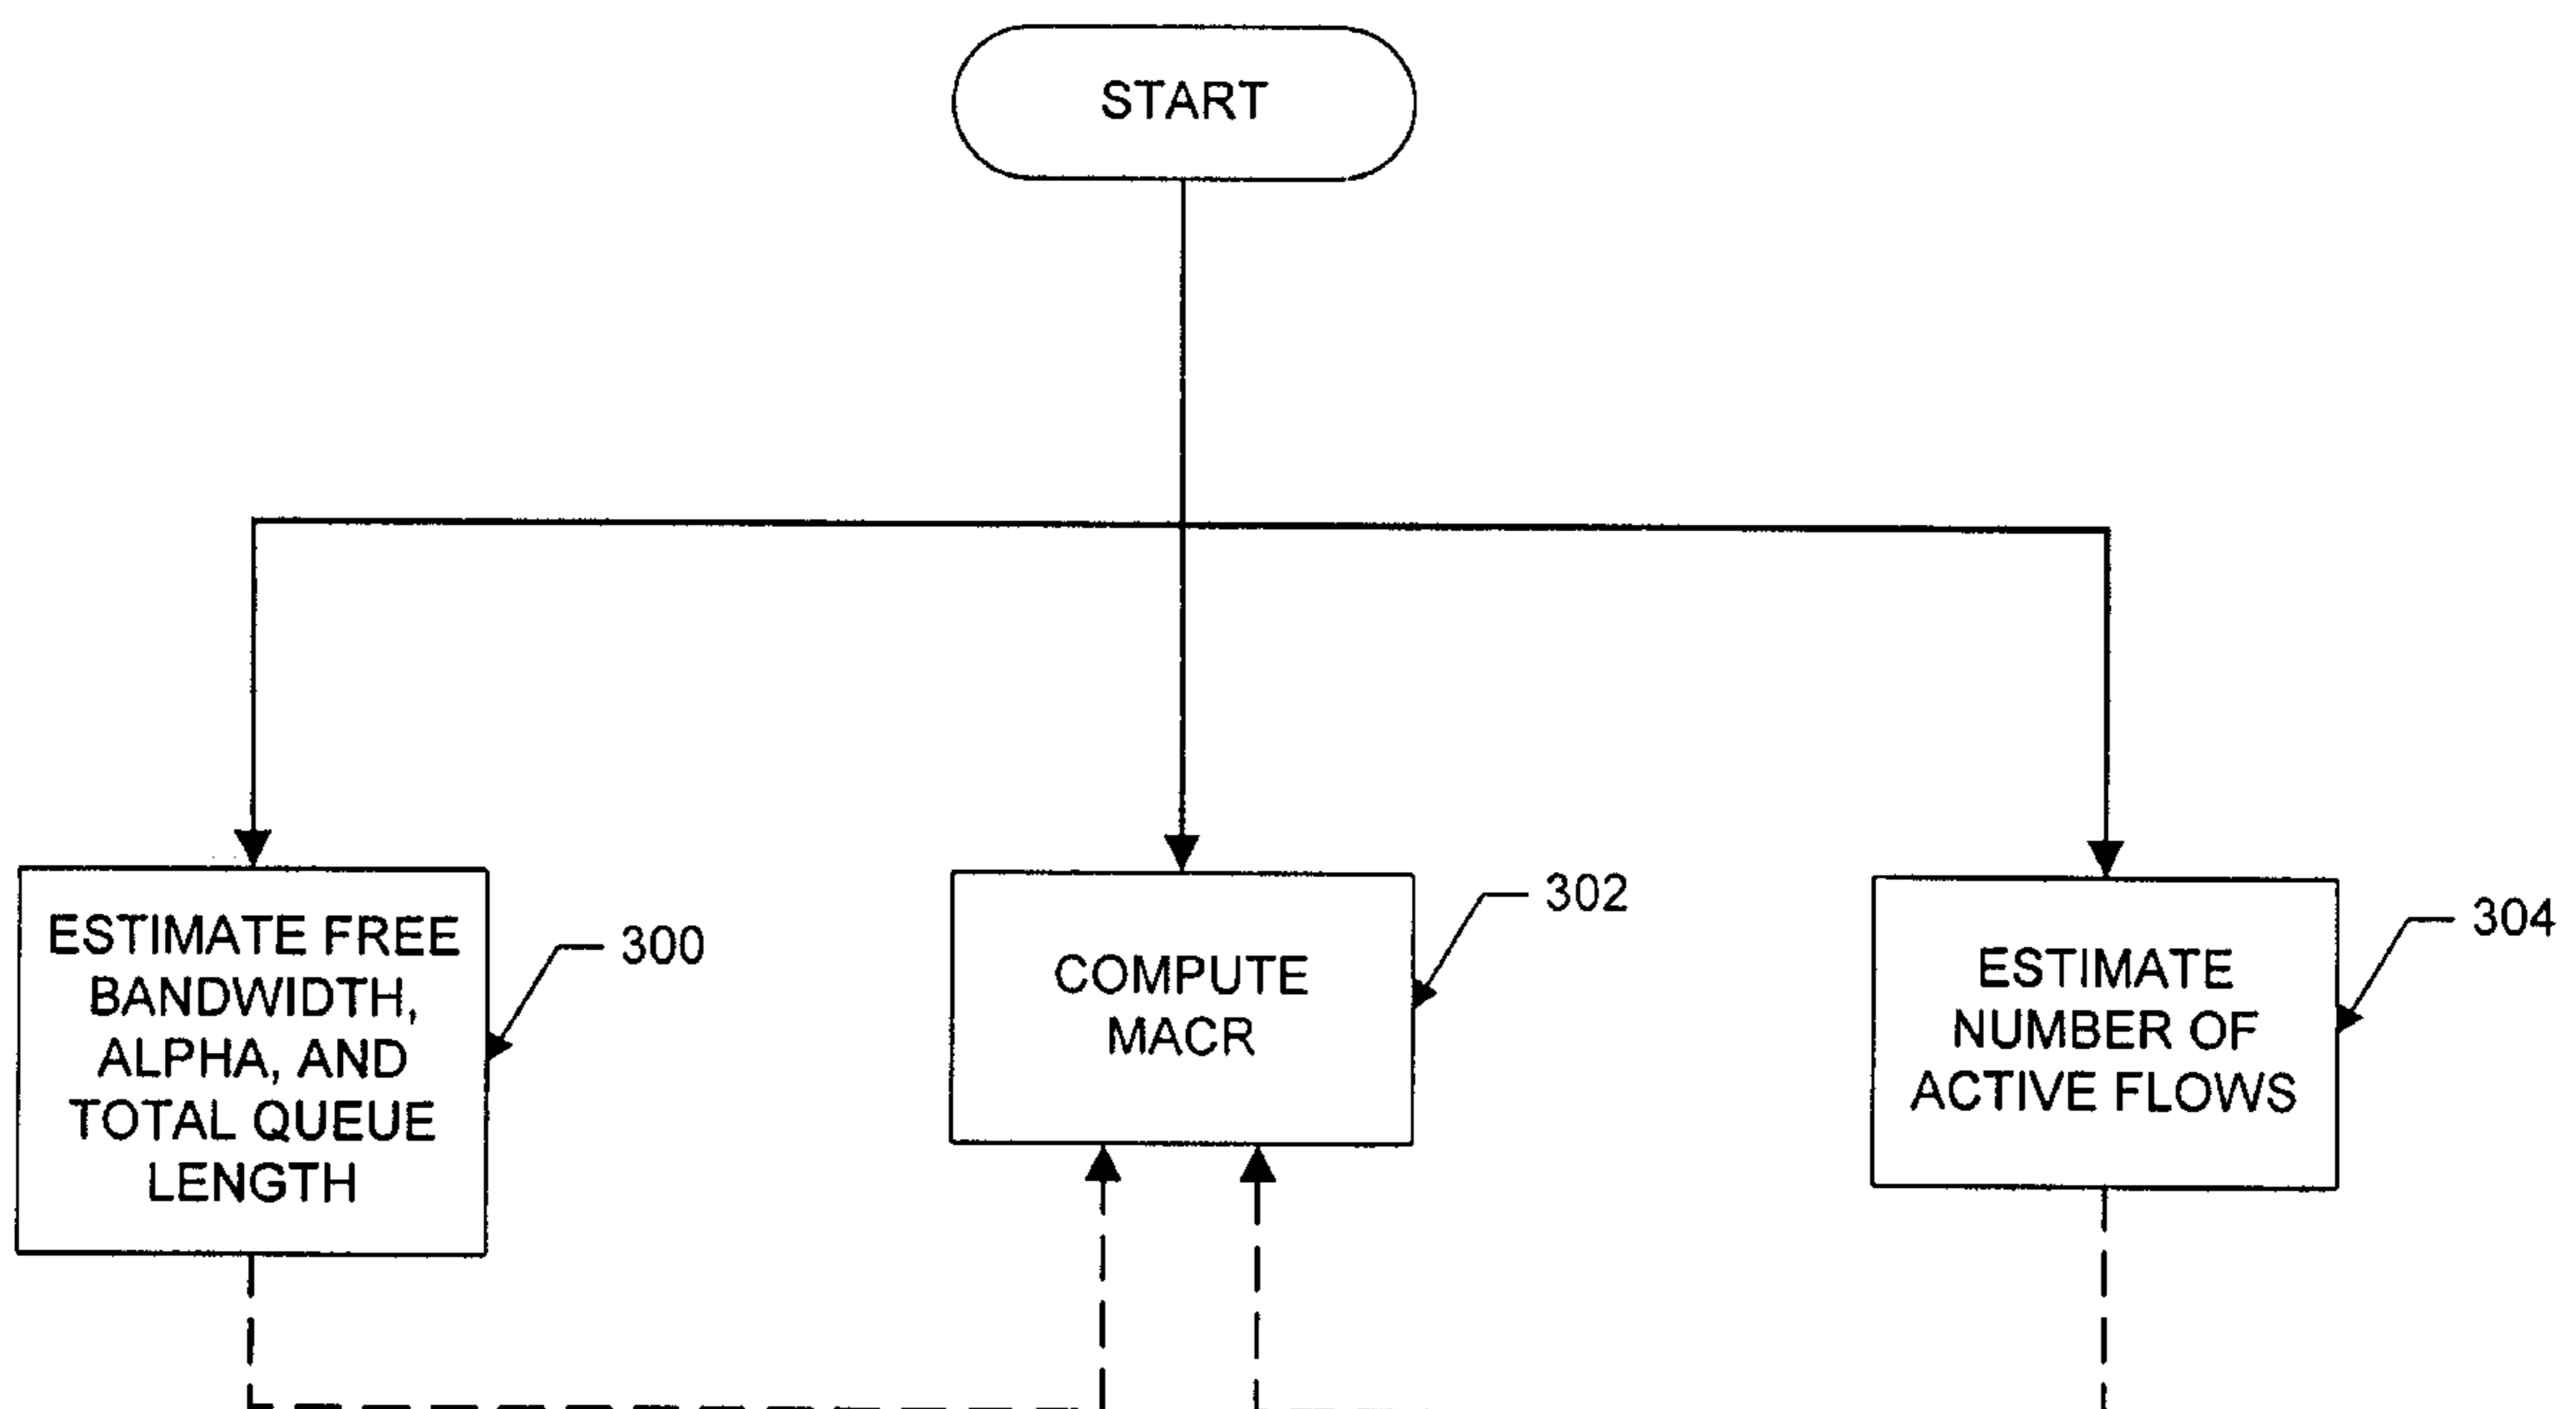 START
ESTIMATE FREE
BANDWIDTH,
ALPHA, AND
TOTAL QUEUE
LENGTH
300
COMPUTE
MACR
302
ESTIMATE
NUMBER OF
ACTIVE FLOWS
304